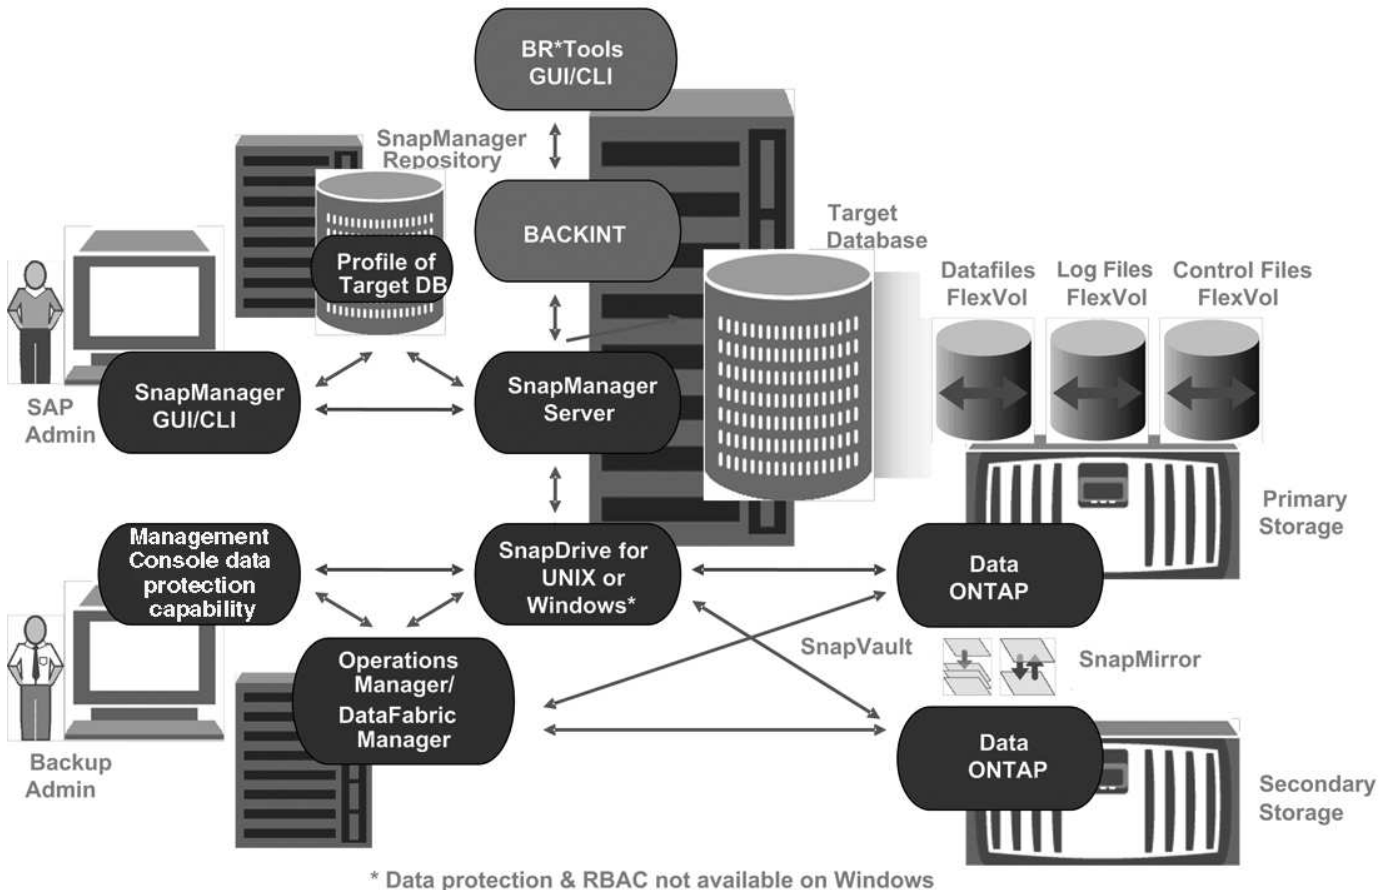 BR*Tools
GUI/CLI
SnapManager
Repository
BACKINT
Target
Database
Profile of
Target DB
Datafiles
FlexVol
Log Files
FlexVol
Control Files
FlexVol
SAP
Admin
SnapManager
GUI/CLI
SnapManager
Server
Primary
Storage
Management
Console data
protection
capability
SnapDrive for
UNIX or
Windows*
Data
ONTAP
SnapVault
SnapMirror
Operations
Manager/
DataFabric
Manager
Backup
Admin
Data
ONTAP
Secondary
Storage
* Data protection & RBAC not available on Windows